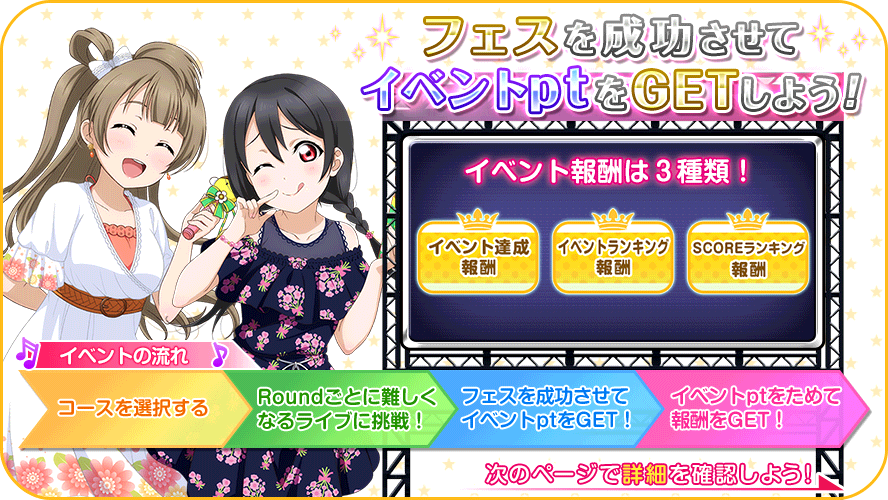 フェスを成功させて
イベントptをGETしよう!
イベント報酬は3種類!
イベント達成
報酬
イベントランキング
報酬
SCOREランキング
報酬
イベントの流れ
コースを選択する
Roundごとに難しく
なるライブに挑戦!
フェスを成功させて
イベントptをGET!
イベントptをためて
報酬をGET!
次のページで詳細を確認しよう!